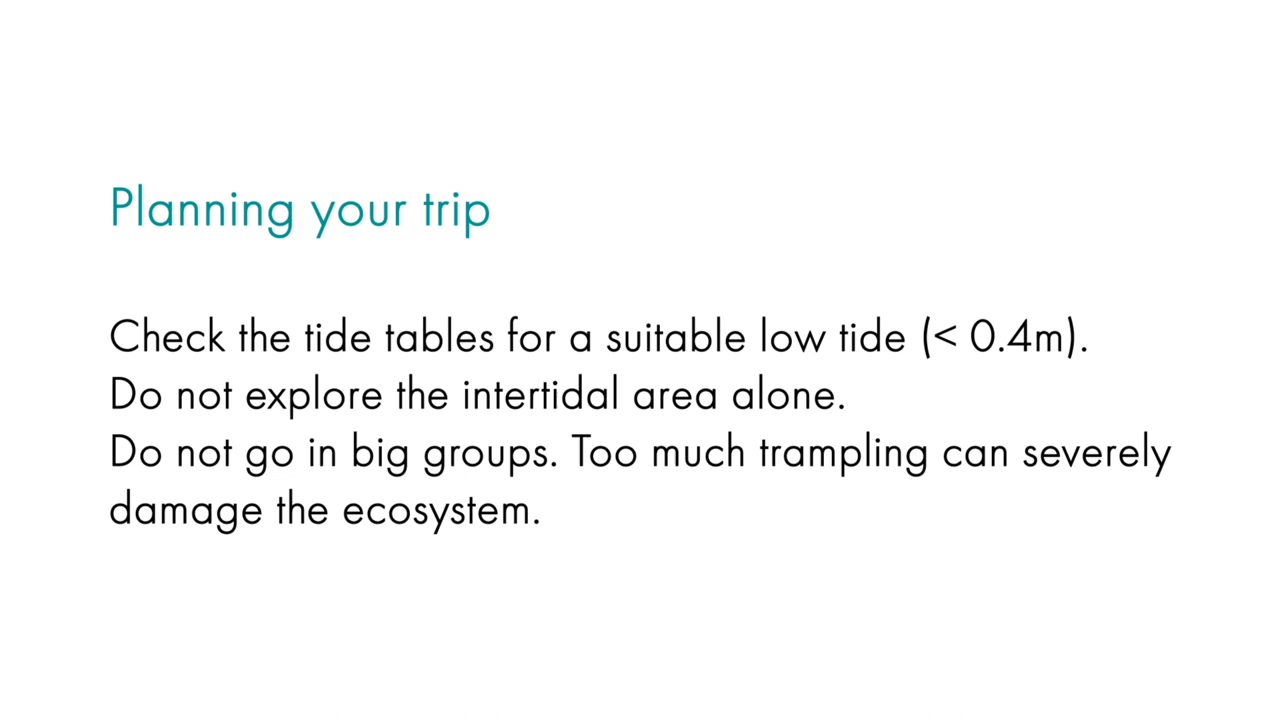 Planning your trip
Check the tide tables for a suitable low tide (< 0.4m).
Do not explore the intertidal area alone.
Do not go in big groups. Too much trampling can severely
damage the ecosystem.